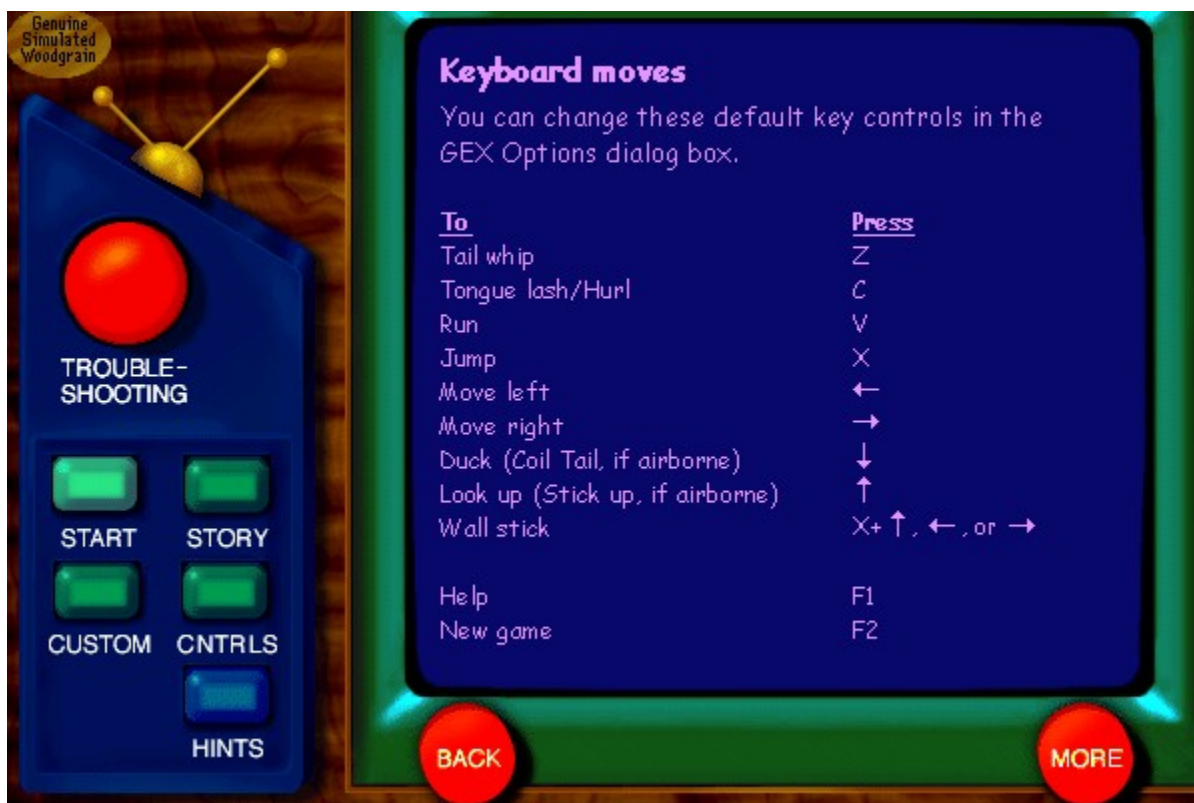 Genuine
Simulated
Woodgrain
TROUBLE-
SHOOTING
START STORY
CUSTOM CNTRLS
HINTS
Keyboard moves
You can change these default key controls in the
GEX Options dialog box.
To Press
Tail whip Z
Tongue lash/Hurl C
Run V
Jump X
Move left ←
Move right →
Duck (Coil Tail, if airborne) ↓
Look up (Stick up, if airborne) ↑
Wall stick X+ ↑, ←, or →
Help F1
New game F2
BACK MORE